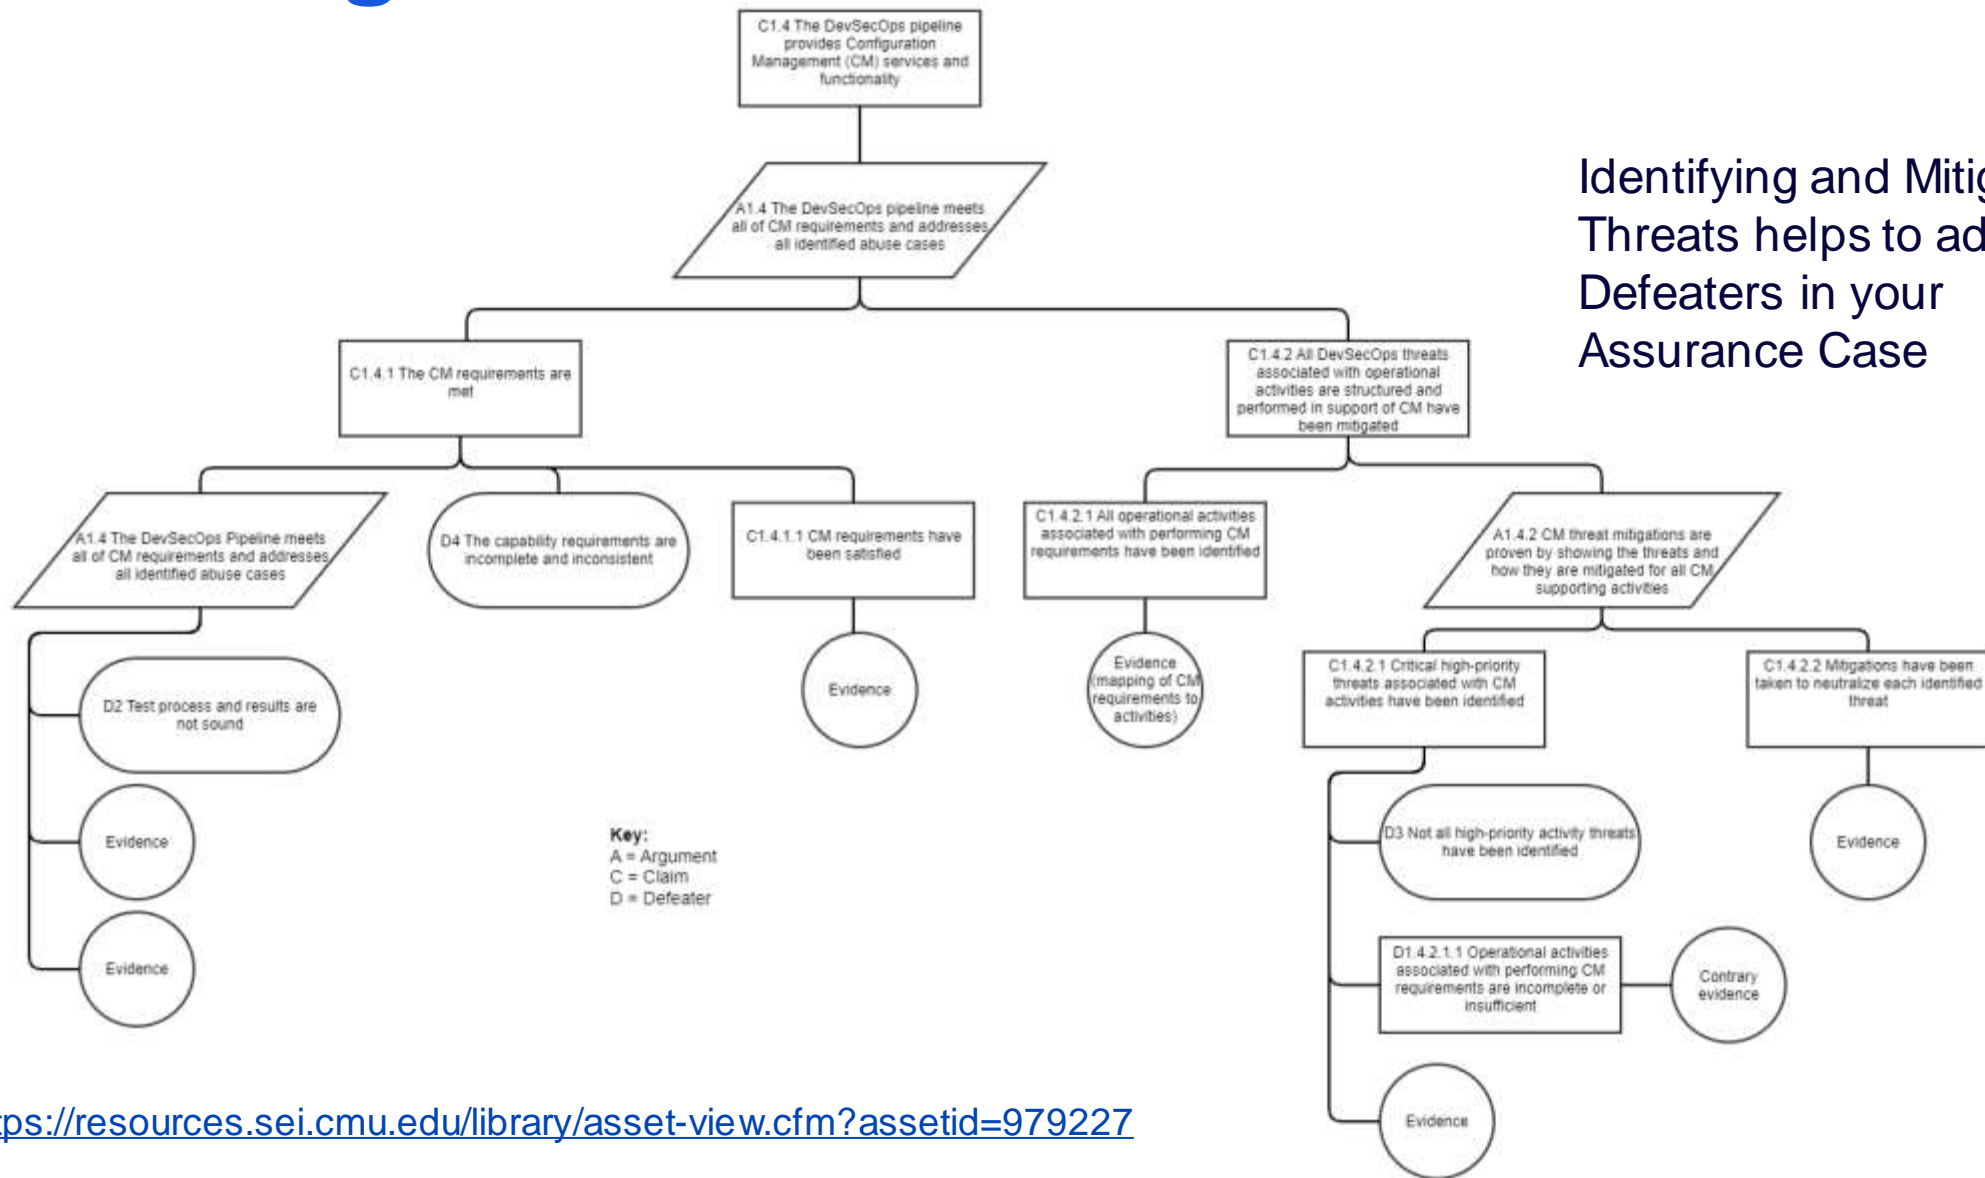 C1.4 The DevSecOps pipeline
provides Configuration
Management (CM) services and
functionality
A1.4 The DevSecOps pipeline meets
all of CM requirements and addresses
all identified abuse cases
Identifying and Mitig
Threats helps to ad
Defeaters in your
Assurance Case
C1.4.1 The CM requirements are
met
C1.4.2 All DevSecOps threats
associated with operational
activities are structured and
performed in support of CM have
been mitigated
A1.4 The DevSecOps Pipeline meets
all of CM requirements and addresses
all identified abuse cases
D4 The capability requirements are
incomplete and inconsistent
C1.4.1.1 CM requirements have
been satisfied
C1.4.2.1 All operational activities
associated with performing CM
requirements have been identified
A1.4.2 CM threat mitigations are
proven by showing the threats and
how they are mitigated for all CM
supporting activities
D2 Test process and results are
not sound
Evidence
Evidence
Evidence
Evidence
(mapping of CM
requirements to
activities)
C1.4.2.1 Critical high-priority
threats associated with CM
activities have been identified
C1.4.2.2 Mitigations have been
taken to neutralize each identified
threat
Key:
A = Argument
C = Claim
D = Defeater
D3 Not all high-priority activity threats
have been identified
Evidence
D1.4.2.1.1 Operational activities
associated with performing CM
requirements are incomplete or
insufficient
Contrary
evidence
Evidence
tps://resources.sei.cmu.edu/library/asset-view.cfm?assetid=979227